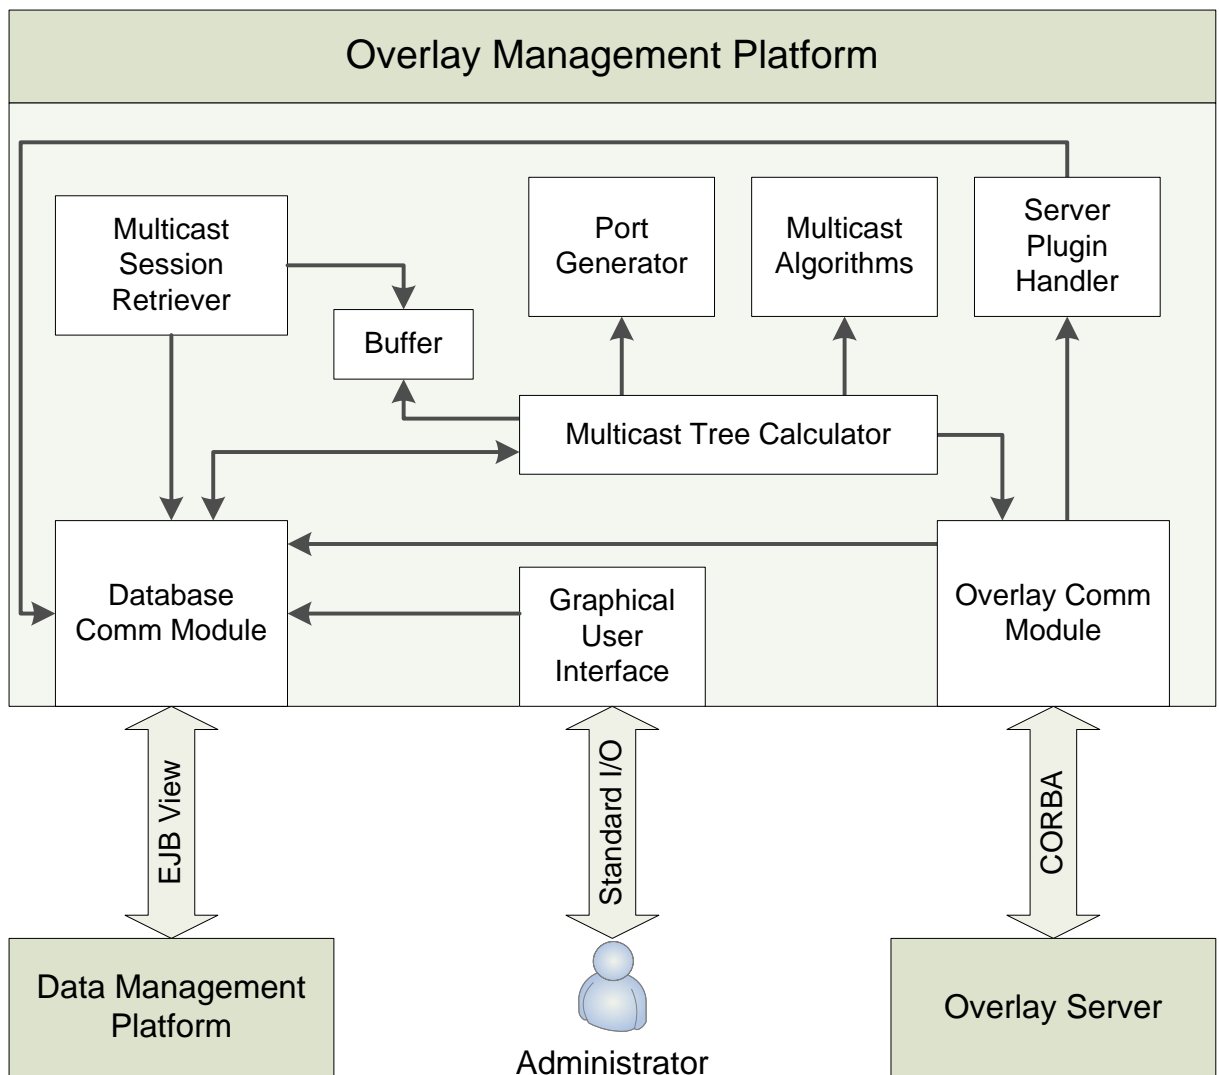 Overlay Management Platform
Multicast
Session
Retriever
Port
Generator
Multicast
Algorithms
Server
Plugin
Handler
Buffer
Multicast Tree Calculator
Database
Comm Module
Graphical
User
Interface
Overlay Comm
Module
EJB View
Standard I/O
CORBA
Data Management
Platform
Administrator
Overlay Server